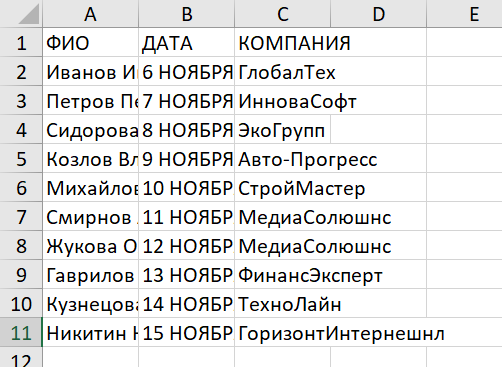 A B C D E
1 ФИО ДАТА КОМПАНИЯ
2 Иванов 6 НОЯБРЯ ГлобалТех
3 Петров 7 НОЯБРЯ ИнноваСофт
4 Сидорова 8 НОЯБРЯ ЭкоГрупп
5 Козлов Вл 9 НОЯБРЯ Авто-Прогресс
6 Михайлов 10 НОЯБР СтройМастер
7 Смирнов 11 НОЯБР МедиаСолюшнс
8 Жукова О 12 НОЯБР МедиаСолюшнс
9 Гаврилов 13 НОЯБР ФинансЭксперт
10 Кузнецова 14 НОЯБР ТехноЛайн
11 Никитин 15 НОЯБР ГоризонтИнтернешнл
12